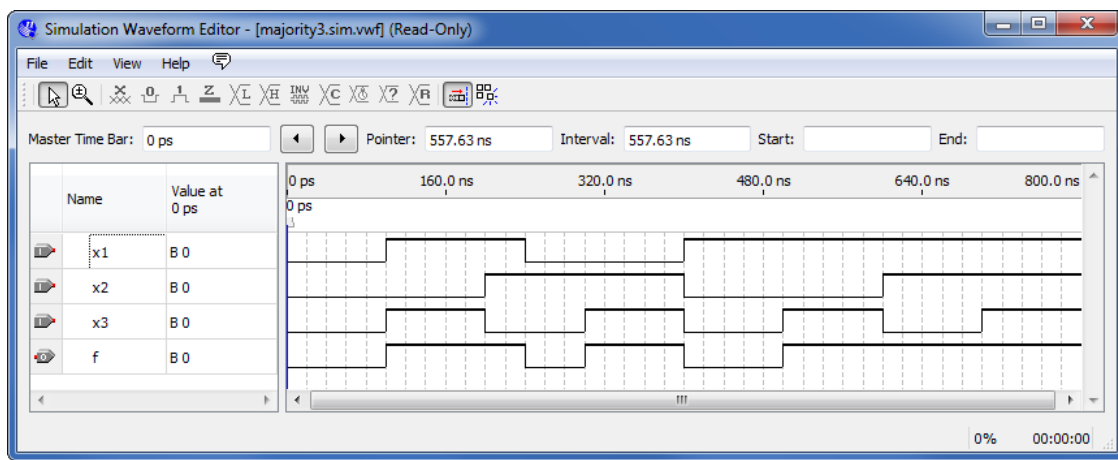 Simulation Waveform Editor - [majority3.sim.vwf] (Read-Only)
File Edit View Help
Master Time Bar: 0 ps Pointer: 557.63 ns Interval: 557.63 ns Start: End:
Name Value at 0 ps
0 ps 160.0 ns 320.0 ns 480.0 ns 640.0 ns 800.0 ns
0 ps
x1 B 0
x2 B 0
x3 B 0
f B 0
0% 00:00:00